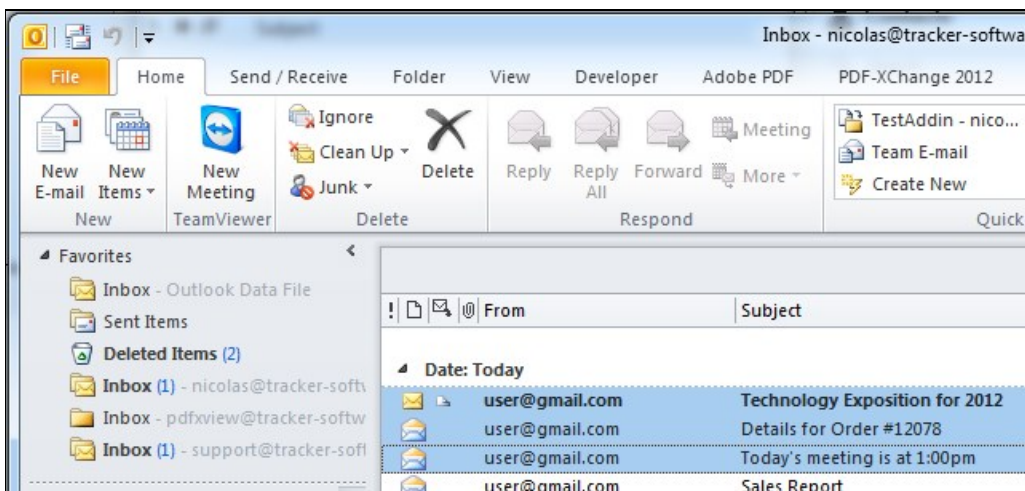 Inbox - nicolas@tracker-softwa
File Home Send / Receive Folder View Developer Adobe PDF PDF-XChange 2012
New E-mail
New Items
New Meeting
Ignore
Clean Up
Junk
Delete
Reply
Reply All
Forward
Meeting
More
TestAddin - nico...
Team E-mail
Create New
New TeamViewer Delete Respond Quick
Favorites
Inbox - Outlook Data File
Sent Items
Deleted Items (2)
Inbox (1) - nicolas@tracker-softw
Inbox - pdfxview@tracker-softw
Inbox (1) - support@tracker-soft
! From Subject
Date: Today
user@gmail.com Technology Exposition for 2012
user@gmail.com Details for Order #12078
user@gmail.com Today's meeting is at 1:00pm
user@gmail.com Sales Report